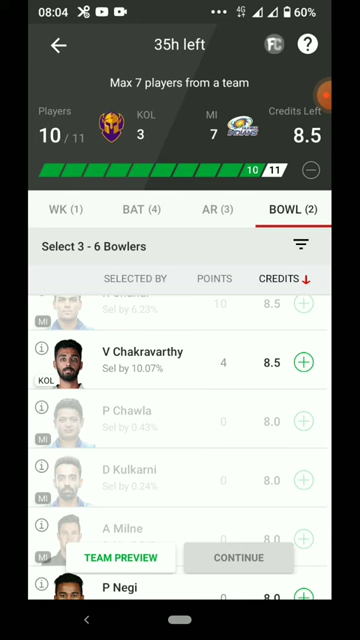 08:04
4G
60%
35h left
FC
?
Max 7 players from a team
Players
10 / 11
KOL
3
MI
7
Credits Left
8.5
10
11
WK (1)
BAT (4)
AR (3)
BOWL (2)
Select 3 - 6 Bowlers
SELECTED BY
POINTS
CREDITS
Sel by 6.23%
10
8.5
MI
V Chakravarthy
Sel by 10.07%
4
8.5
KOL
P Chawla
Sel by 0.43%
0
8.0
MI
D Kulkarni
Sel by 0.24%
0
8.0
MI
A Milne
0
8.0
MI
TEAM PREVIEW
CONTINUE
P Negi
0
8.0